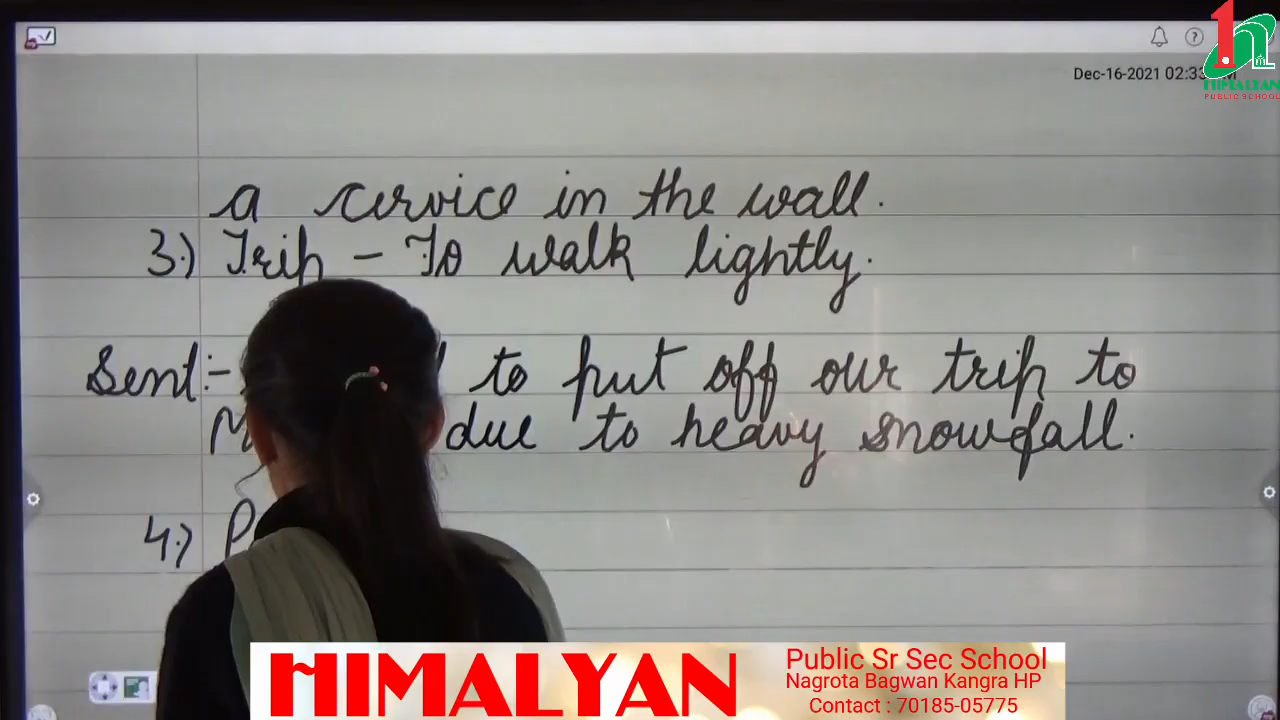 Dec-16-2021 02:33
HIMALYAN
PUBLIC SCHOOL
a cervice in the wall.
3.) Trip - To walk lightly.
Sent:- to put off our trip to
due to heavy snowfall.
4.) P
HIMALYAN
Public Sr Sec School
Nagrota Bagwan Kangra HP
Contact : 70185-05775